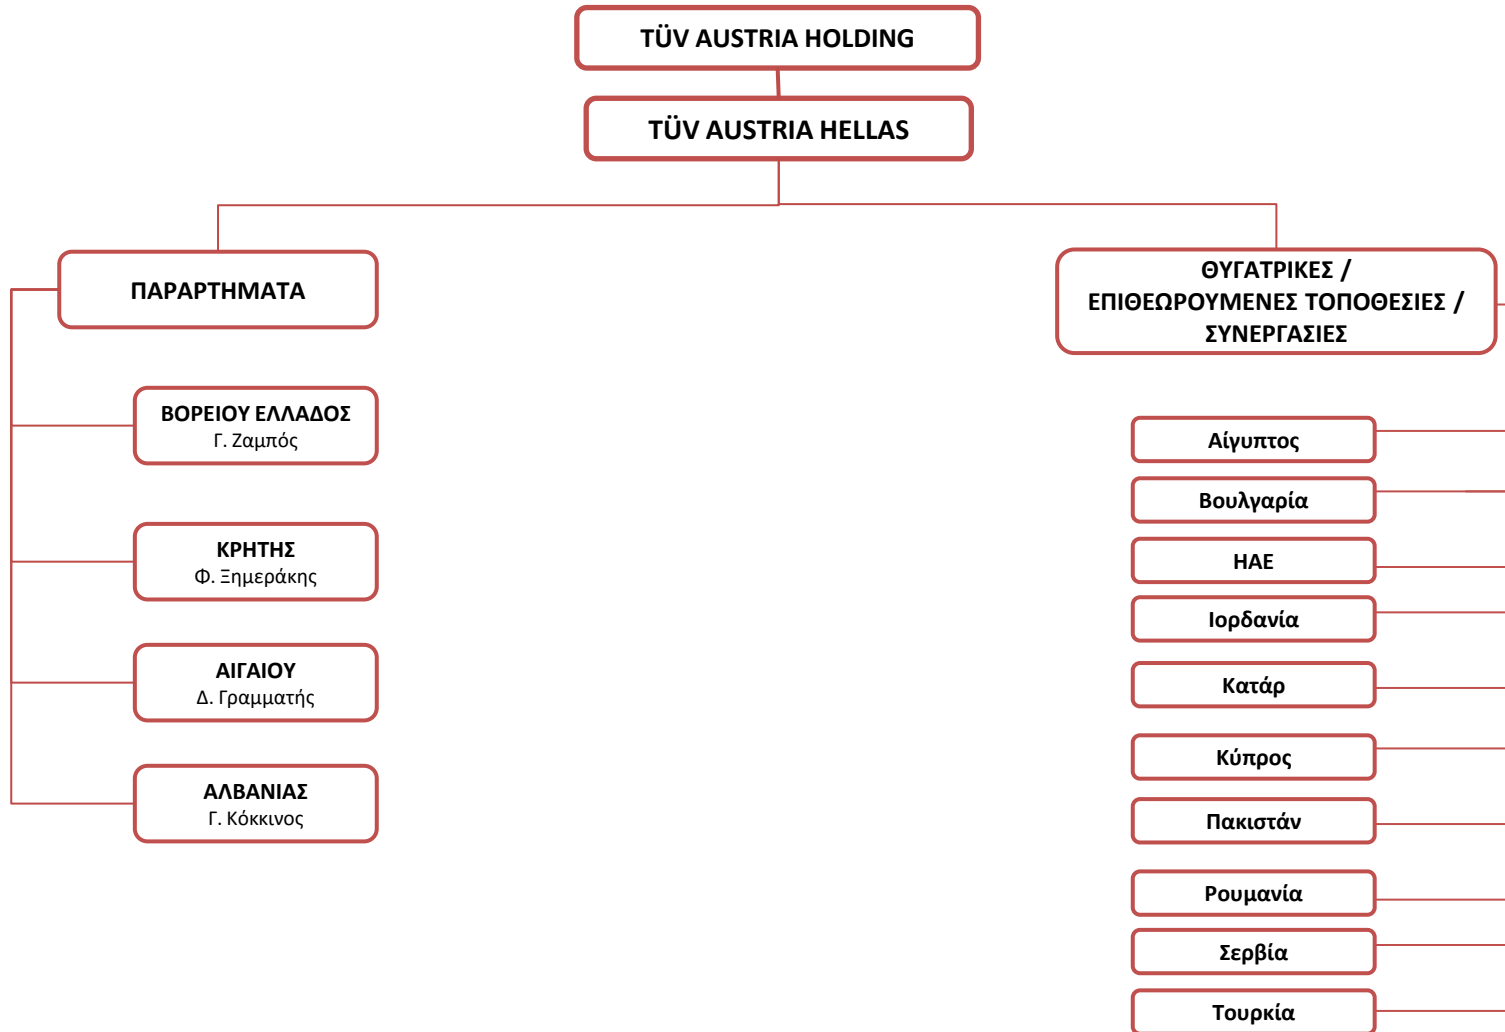 TÜV AUSTRIA HOLDING
TÜV AUSTRIA HELLAS
ΠΑΡΑΡΤΗΜΑΤΑ
ΒΟΡΕΙΟΥ ΕΛΛΑΔΟΣ
Γ. Ζαμπός
ΚΡΗΤΗΣ
Φ. Ξημεράκης
ΑΙΓΑΙΟΥ
Δ. Γραμματής
ΑΛΒΑΝΙΑΣ
Γ. Κόκκινος
ΘΥΓΑΤΡΙΚΕΣ /
ΕΠΙΘΕΩΡΟΥΜΕΝΕΣ ΤΟΠΟΘΕΣΙΕΣ /
ΣΥΝΕΡΓΑΣΙΕΣ
Αίγυπτος
Βουλγαρία
ΗΑΕ
Ιορδανία
Κατάρ
Κύπρος
Πακιστάν
Ρουμανία
Σερβία
Τουρκία